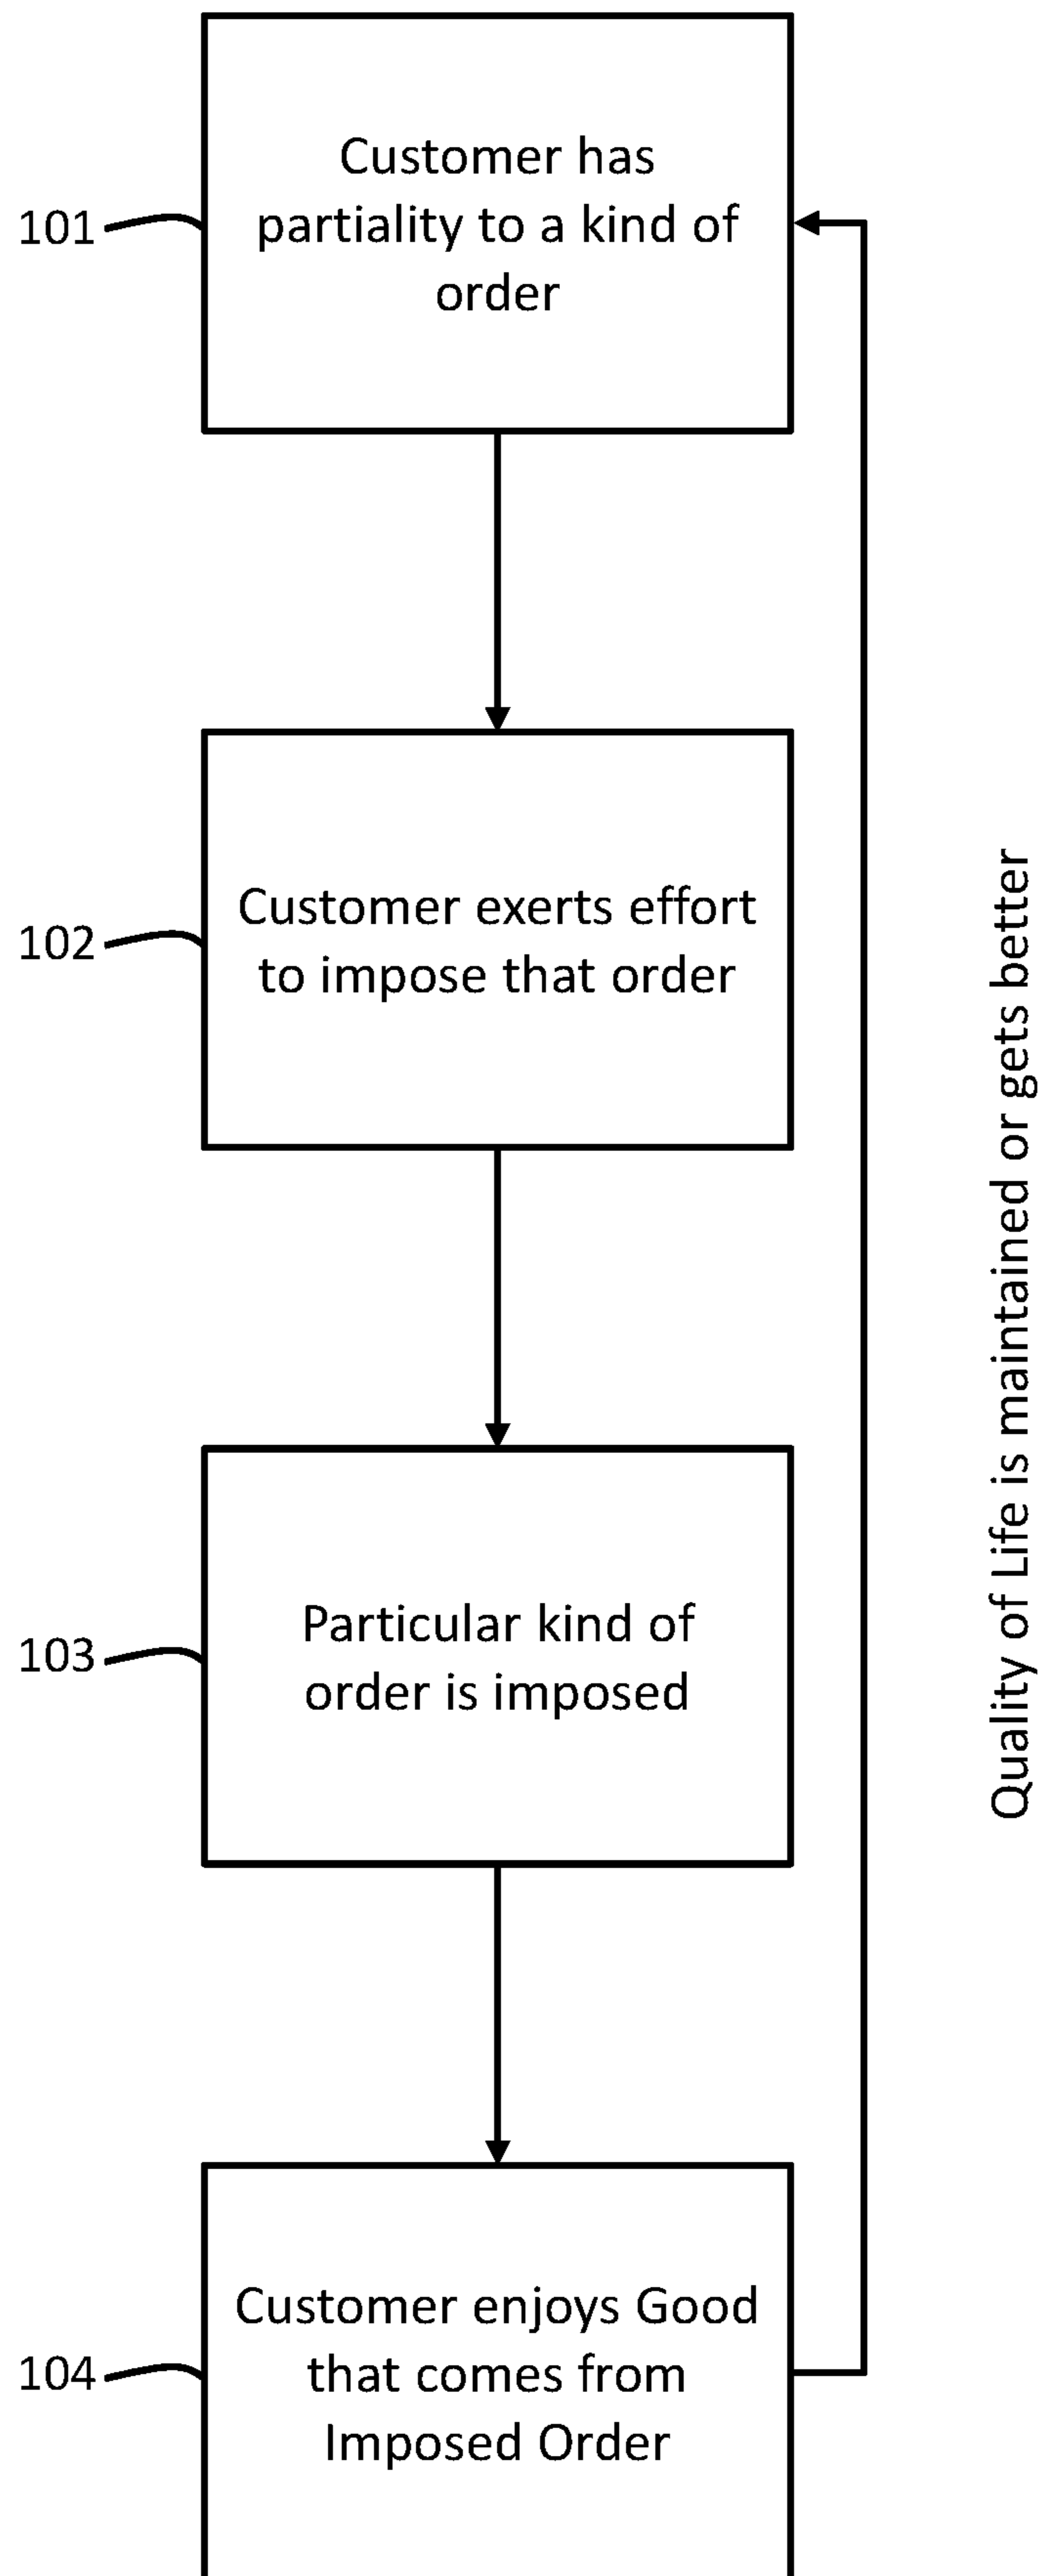 Customer has
partiality to a kind of
order
101
Customer exerts effort
to impose that order
102
Particular kind of
order is imposed
103
Customer enjoys Good
that comes from
Imposed Order
104
Quality of Life is maintained or gets better